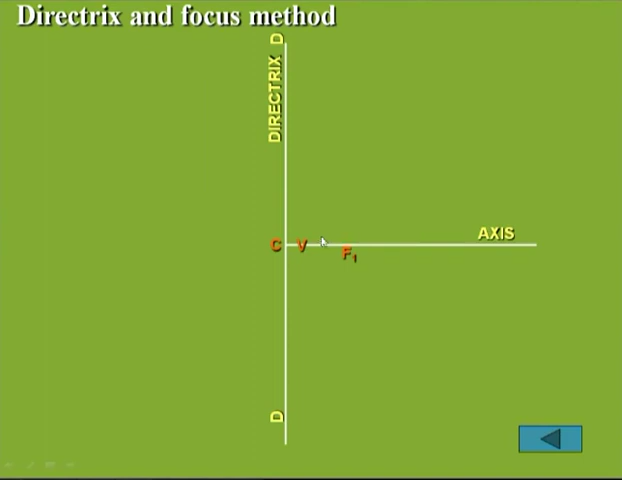 Directrix and focus method
D
DIRECTRIX
AXIS
C V
F1
D